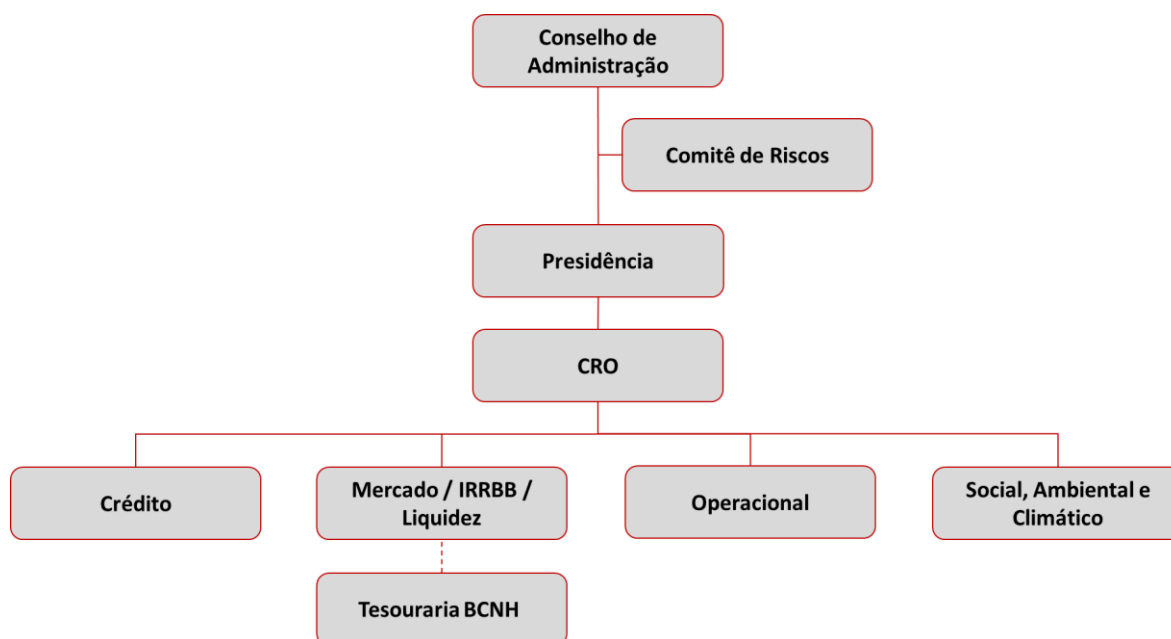 Conselho de
Administração
Comitê de Riscos
Presidência
CRO
Crédito
Mercado / IRRBB /
Liquidez
Operacional
Social, Ambiental e
Climático
Tesouraria BCNH